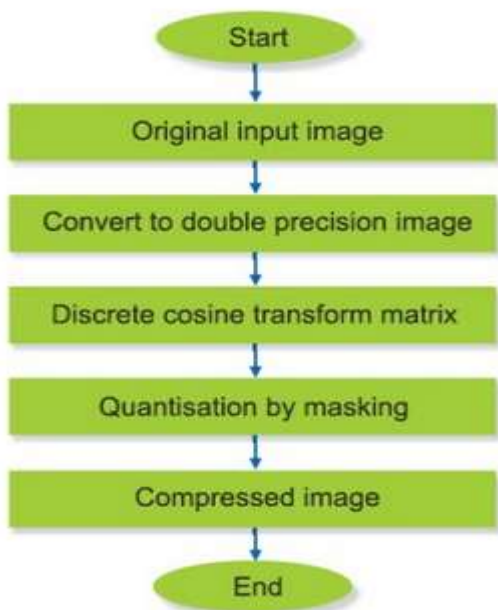 Start
Original input image
Convert to double precision image
Discrete cosine transform matrix
Quantisation by masking
Compressed image
End